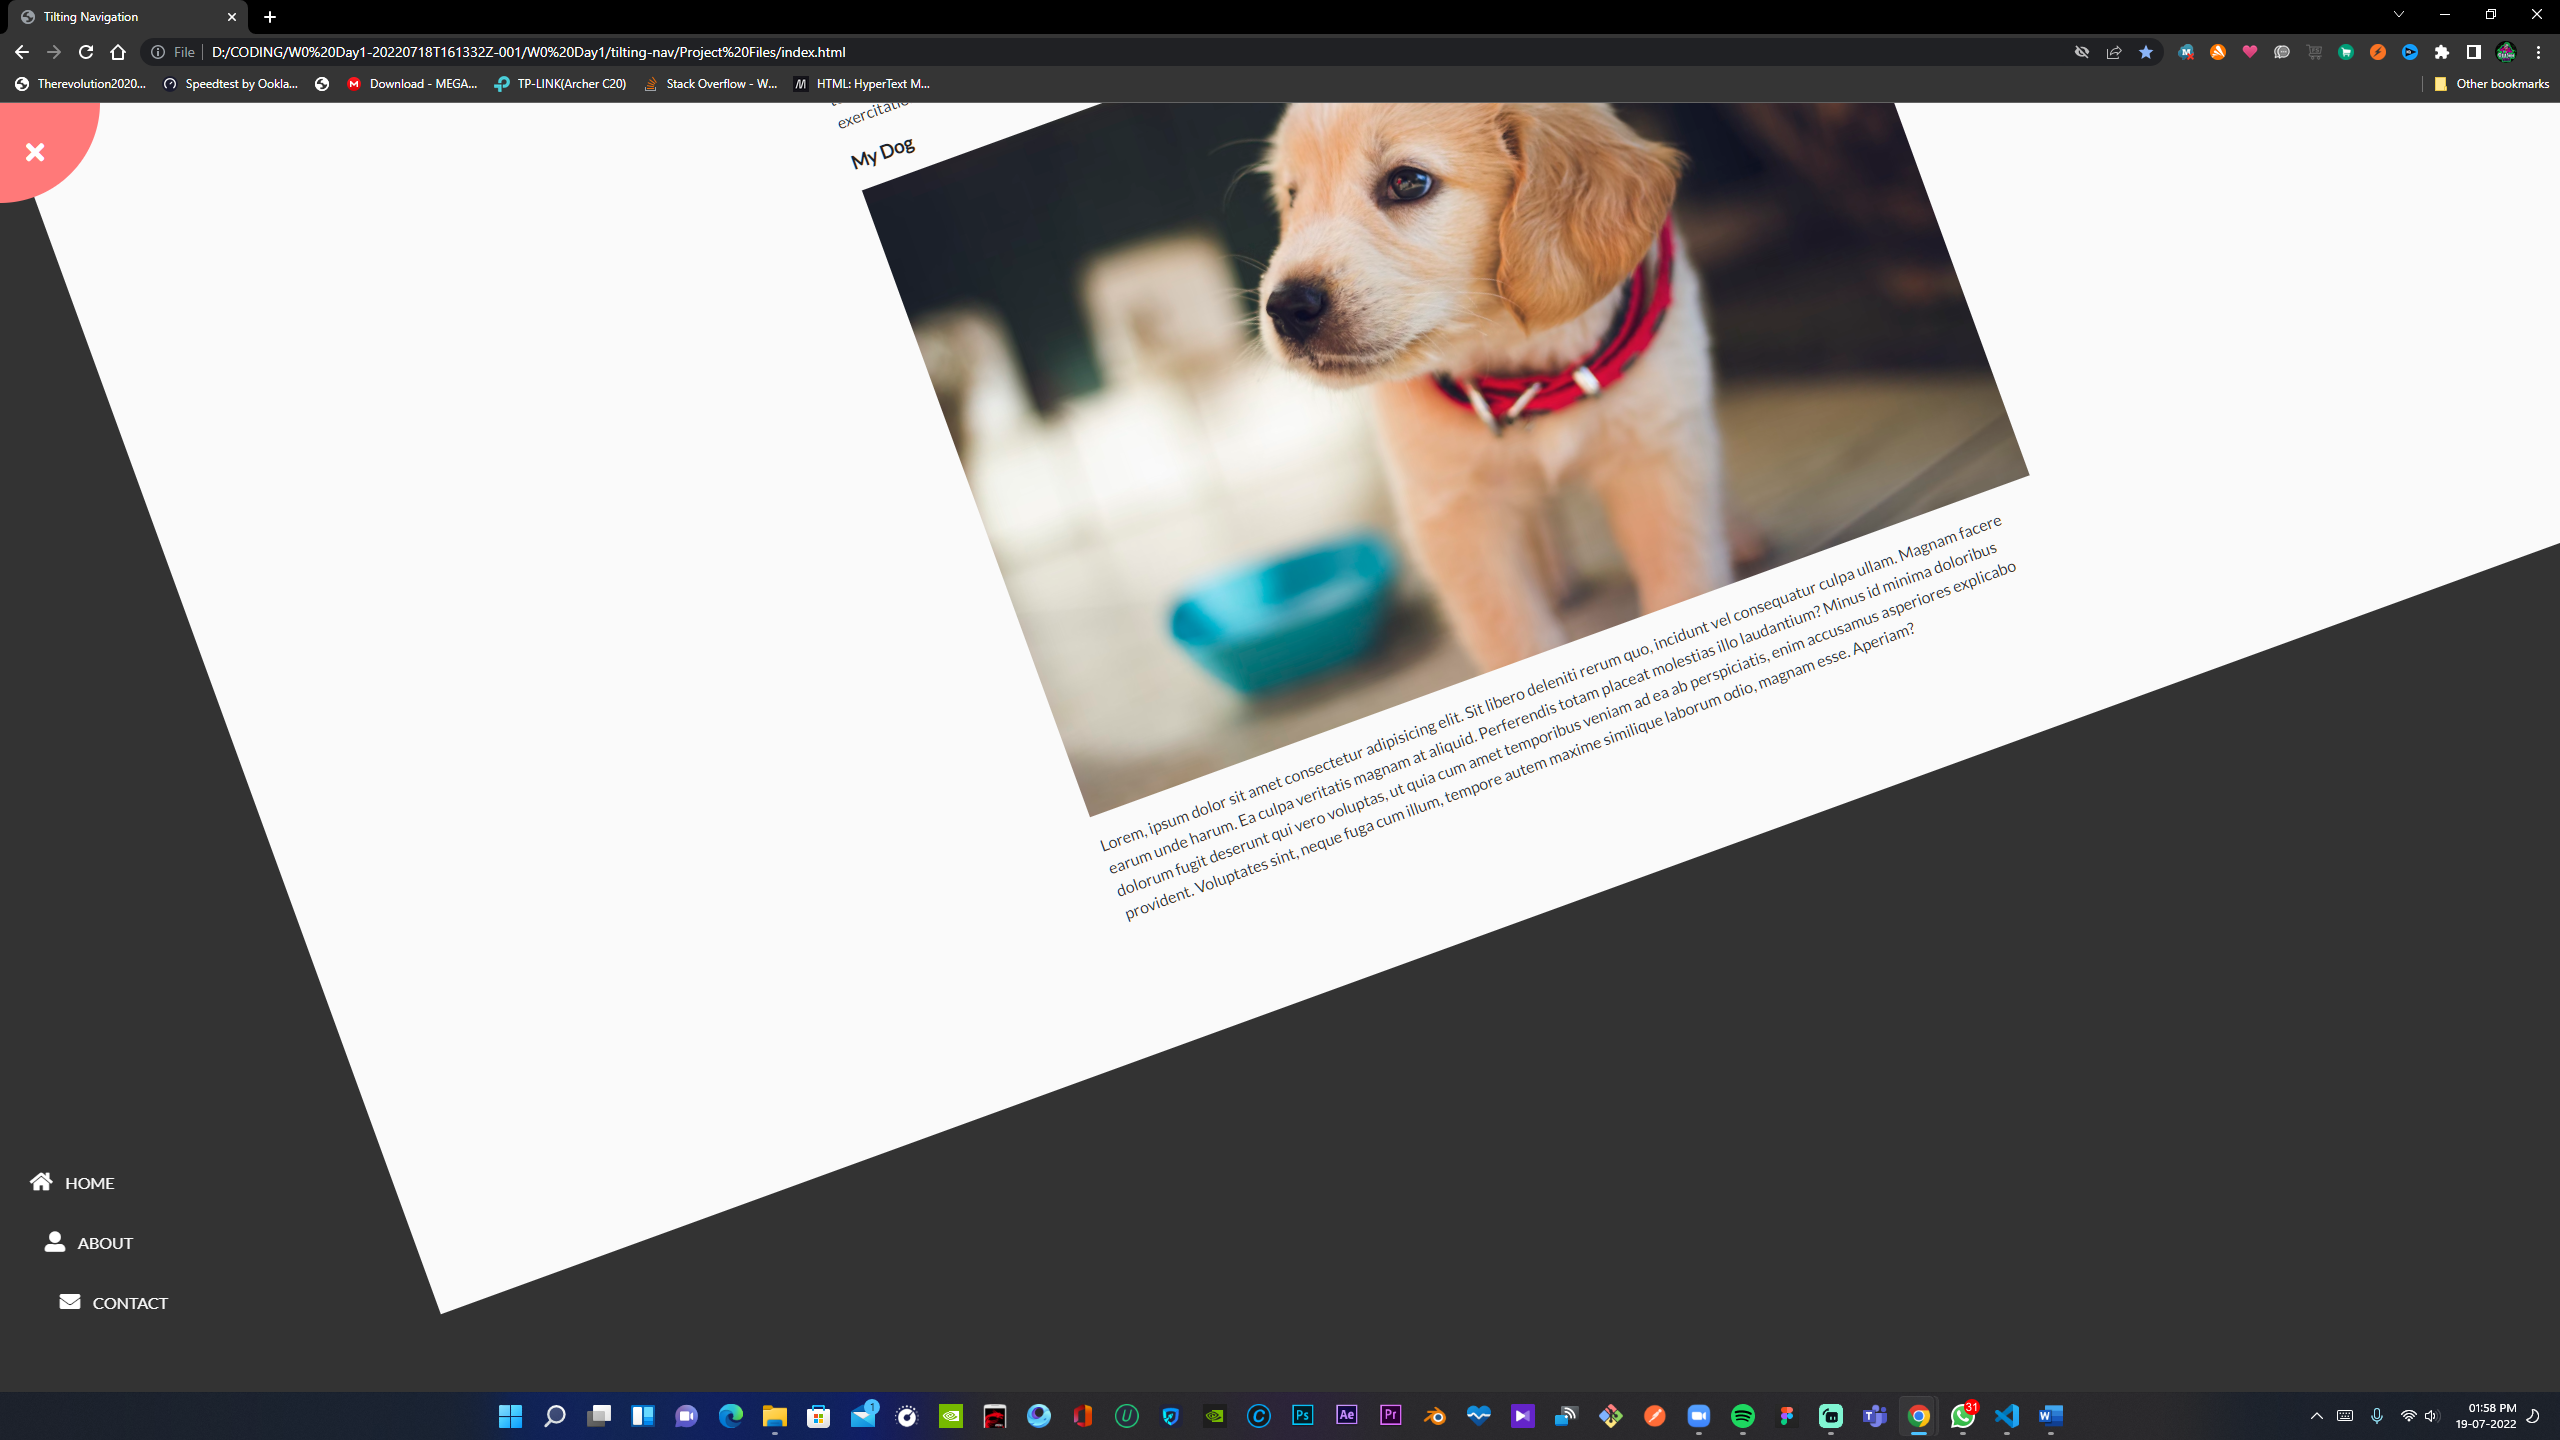 Tilting Navigation
File
D:/CODING/W0%20Day1-20220718T161332Z-001/W0%20Day1/tilting-nav/Project%20Files/index.html
Therevolution2020...
Speedtest by Ookla...
Download - MEGA...
TP-LINK(Archer C20)
Stack Overflow - W...
HTML: HyperText M...
Other bookmarks
My Dog
Lorem, ipsum dolor sit amet consectetur adipisicing elit. Sit libero deleniti rerum quo, incidunt vel consequatur culpa ullam. Magnam facere
earum unde harum. Ea culpa veritatis magnam at aliquid. Perferendis totam placeat molestias illo laudantium? Minus id minima doloribus
dolorum fugit deserunt qui vero voluptas, ut quia cum amet temporibus veniam ad ea ab perspiciatis, enim accusamus asperiores explicabo
provident. Voluptates sint, neque fuga cum illum, tempore autem maxime similique laborum odio, magnam esse. Aperiam?
HOME
ABOUT
CONTACT
1
Ps
Ae
Pr
31
01:58 PM
19-07-2022